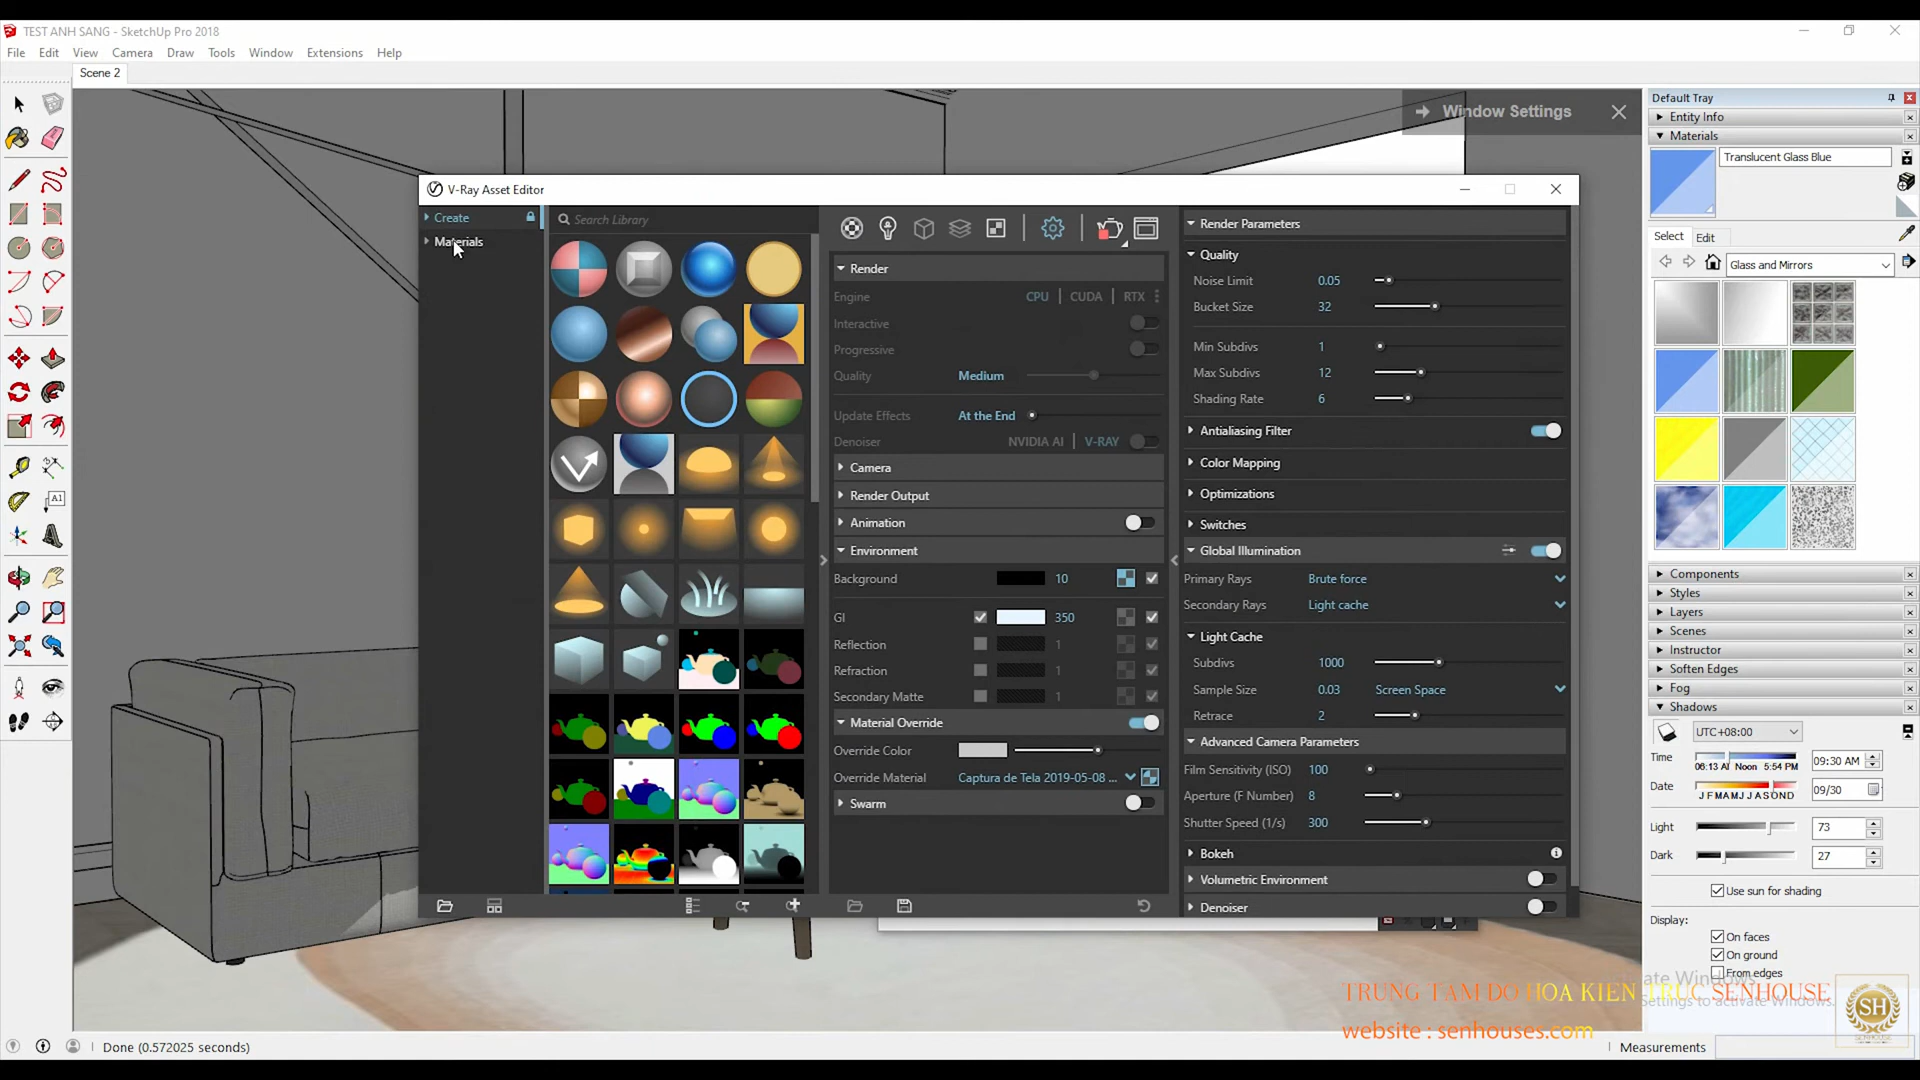 TEST ANH SANG - SketchUp Pro 2018
File Edit View Camera Draw Tools Window Extensions Help
Scene 2
Window Settings
V-Ray Asset Editor
Create
Materials
Search Library
Render
Engine CPU | CUDA | RTX
Interactive
Progressive
Quality Medium
Update Effects At the End
Denoiser NVIDIA AI | V-RAY
Camera
Render Output
Animation
Environment
Background 10
GI 350
Reflection 1
Refraction 1
Secondary Matte 1
Material Override
Override Color
Override Material Captura de Tela 2019-05-08 ...
Swarm
Render Parameters
Quality
Noise Limit 0.05
Bucket Size 32
Min Subdivs 1
Max Subdivs 12
Shading Rate 6
Antialiasing Filter
Color Mapping
Optimizations
Switches
Global Illumination
Primary Rays Brute force
Secondary Rays Light cache
Light Cache
Subdivs 1000
Sample Size 0.03 Screen Space
Retrace 2
Advanced Camera Parameters
Film Sensitivity (ISO) 100
Aperture (F Number) 8
Shutter Speed (1/s) 300
Bokeh
Volumetric Environment
Denoiser
Default Tray
Entity Info
Materials
Translucent Glass Blue
Select Edit
Glass and Mirrors
Components
Styles
Layers
Scenes
Instructor
Soften Edges
Fog
Shadows
UTC+08:00
Time 06:13 AM Noon 5:54 PM 09:30 AM
Date J F M A M J J A S O N D 09/30
Light 73
Dark 27
Use sun for shading
Display:
On faces
On ground
From edges
TRUNG TAM DO HOA KIEN TRUC SENHOUSE
website : senhouses.com
SH
Done (0.572025 seconds)
Measurements